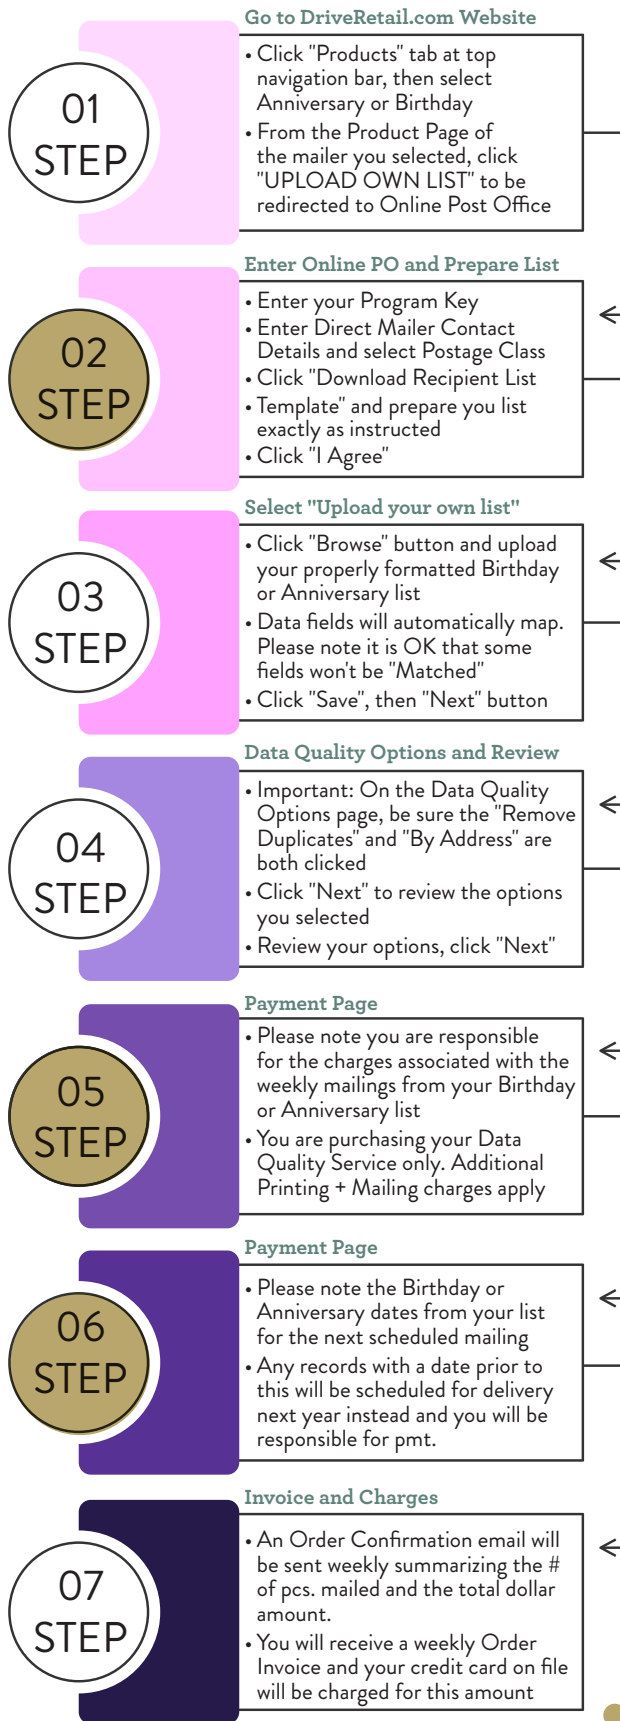 Go to DriveRetail.com Website
01
STEP
• Click "Products" tab at top
navigation bar, then select
Anniversary or Birthday
• From the Product Page of
the mailer you selected, click
"UPLOAD OWN LIST" to be
redirected to Online Post Office
Enter Online PO and Prepare List
02
STEP
• Enter your Program Key
• Enter Direct Mailer Contact
Details and select Postage Class
• Click "Download Recipient List
• Template" and prepare you list
exactly as instructed
• Click "I Agree"
Select "Upload your own list"
03
STEP
• Click "Browse" button and upload
your properly formatted Birthday
or Anniversary list
• Data fields will automatically map.
Please note it is OK that some
fields won't be "Matched"
• Click "Save", then "Next" button
Data Quality Options and Review
04
STEP
• Important: On the Data Quality
Options page, be sure the "Remove
Duplicates" and "By Address" are
both clicked
• Click "Next" to review the options
you selected
• Review your options, click "Next"
Payment Page
05
STEP
• Please note you are responsible
for the charges associated with the
weekly mailings from your Birthday
or Anniversary list
• You are purchasing your Data
Quality Service only. Additional
Printing + Mailing charges apply
Payment Page
06
STEP
• Please note the Birthday or
Anniversary dates from your list
for the next scheduled mailing
• Any records with a date prior to
this will be scheduled for delivery
next year instead and you will be
responsible for pmt.
Invoice and Charges
07
STEP
• An Order Confirmation email will
be sent weekly summarizing the #
of pcs. mailed and the total dollar
amount.
• You will receive a weekly Order
Invoice and your credit card on file
will be charged for this amount